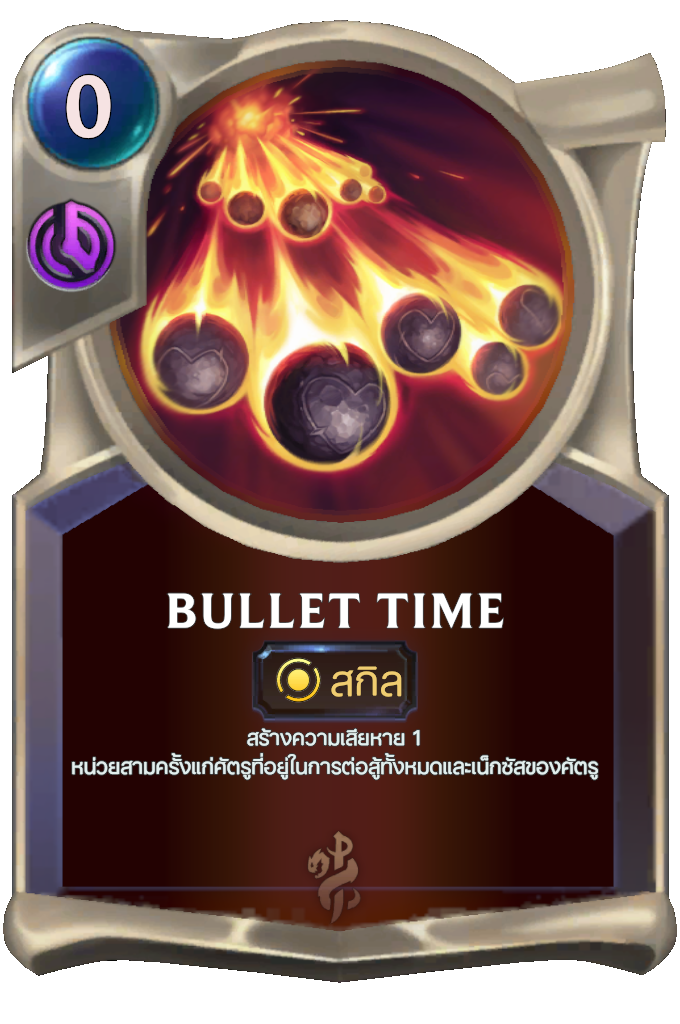 0
BULLET TIME
สกิล
สร้างความเสียหาย 1
หน่วยสามครั้งแก่ศัตรูที่อยู่ในการต่อสู้ทั้งหมดและเน็กซัสของศัตรู